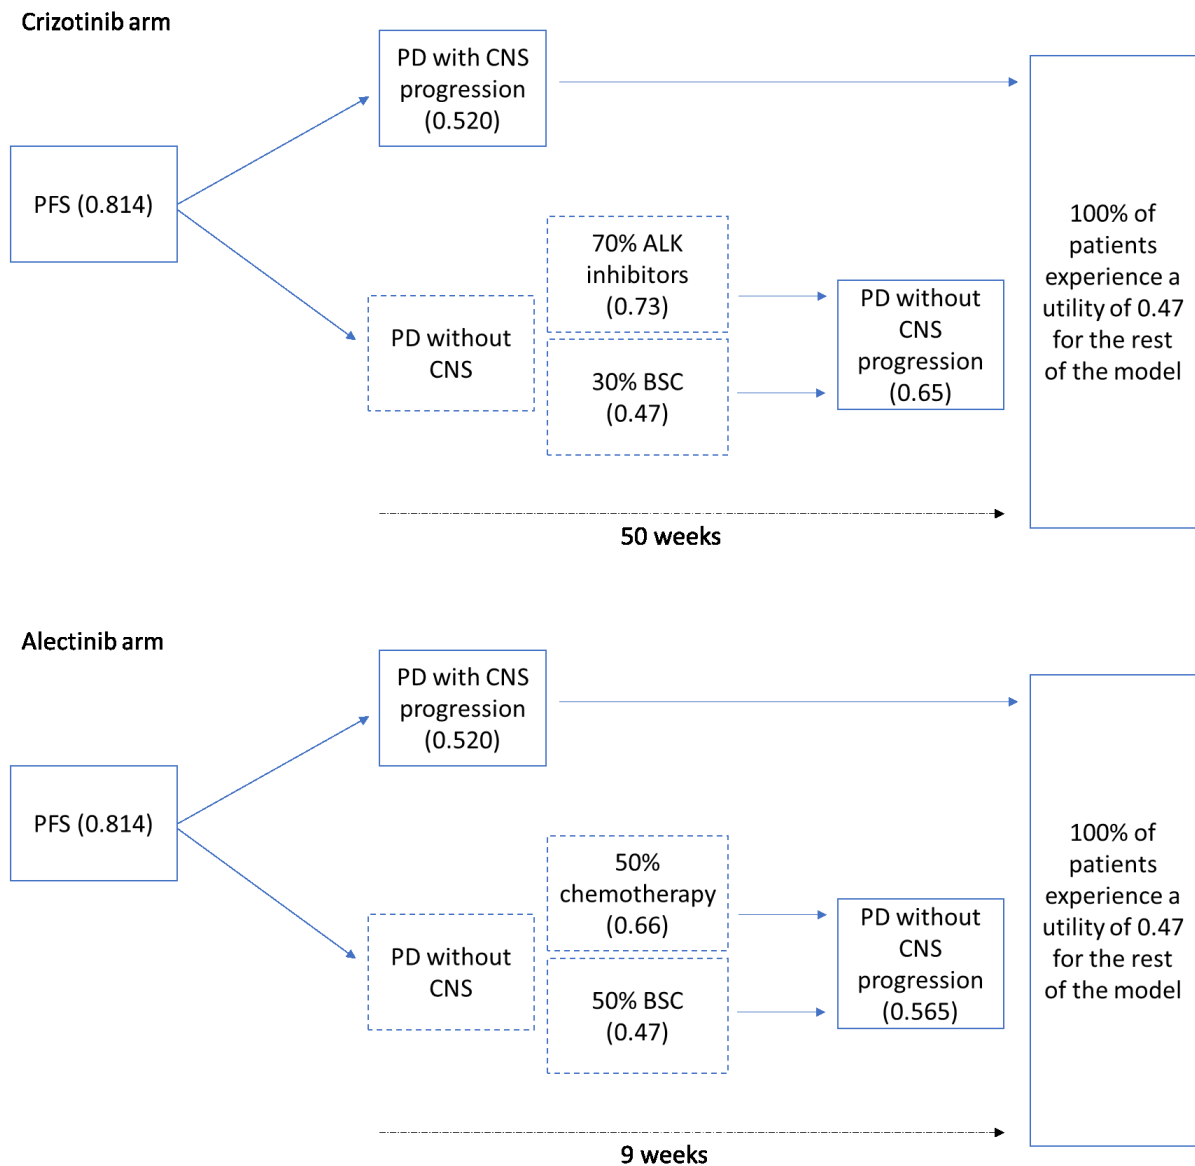 Crizotinib arm
PFS (0.814)
PD with CNS
progression
(0.520)
PD without
CNS
70% ALK
inhibitors
(0.73)
30% BSC
(0.47)
PD without
CNS
progression
(0.65)
100% of
patients
experience a
utility of 0.47
for the rest
of the model
50 weeks
Alectinib arm
PFS (0.814)
PD with CNS
progression
(0.520)
PD without
CNS
50%
chemotherapy
(0.66)
50% BSC
(0.47)
PD without
CNS
progression
(0.565)
100% of
patients
experience a
utility of 0.47
for the rest
of the model
9 weeks